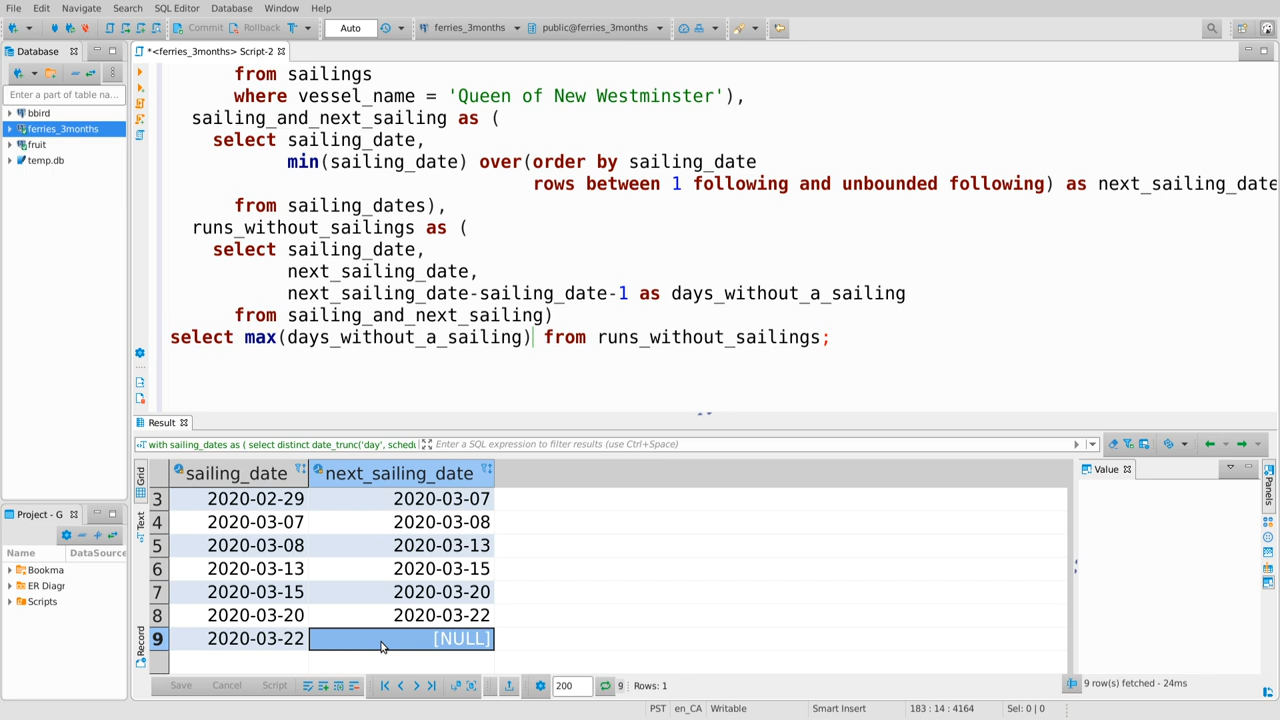 File Edit Navigate Search SQL Editor Database Window Help
Commit Rollback Auto ferries_3months public@ferries_3months
Database
*<ferries_3months> Script-2
Enter a part of table na...
bbird
ferries_3months
fruit
temp.db
from sailings
where vessel_name = 'Queen of New Westminster'),
sailing_and_next_sailing as (
select sailing_date,
min(sailing_date) over(order by sailing_date
rows between 1 following and unbounded following) as next_sailing_date
from sailing_dates),
runs_without_sailings as (
select sailing_date,
next_sailing_date,
next_sailing_date-sailing_date-1 as days_without_a_sailing
from sailing_and_next_sailing)
select max(days_without_a_sailing) from runs_without_sailings;
Result
with sailing_dates as ( select distinct date_trunc('day', schedu
Enter a SQL expression to filter results (use Ctrl+Space)
Grid
Text
Record
sailing_date next_sailing_date
3 2020-02-29 2020-03-07
4 2020-03-07 2020-03-08
5 2020-03-08 2020-03-13
6 2020-03-13 2020-03-15
7 2020-03-15 2020-03-20
8 2020-03-20 2020-03-22
9 2020-03-22 [NULL]
Value
Panels
Project - G
Name DataSource
Bookma
ER Diagr
Scripts
Save Cancel Script 200 9 Rows: 1
9 row(s) fetched - 24ms
PST en_CA Writable Smart Insert 183 : 14 : 4164 Sel: 0 | 0